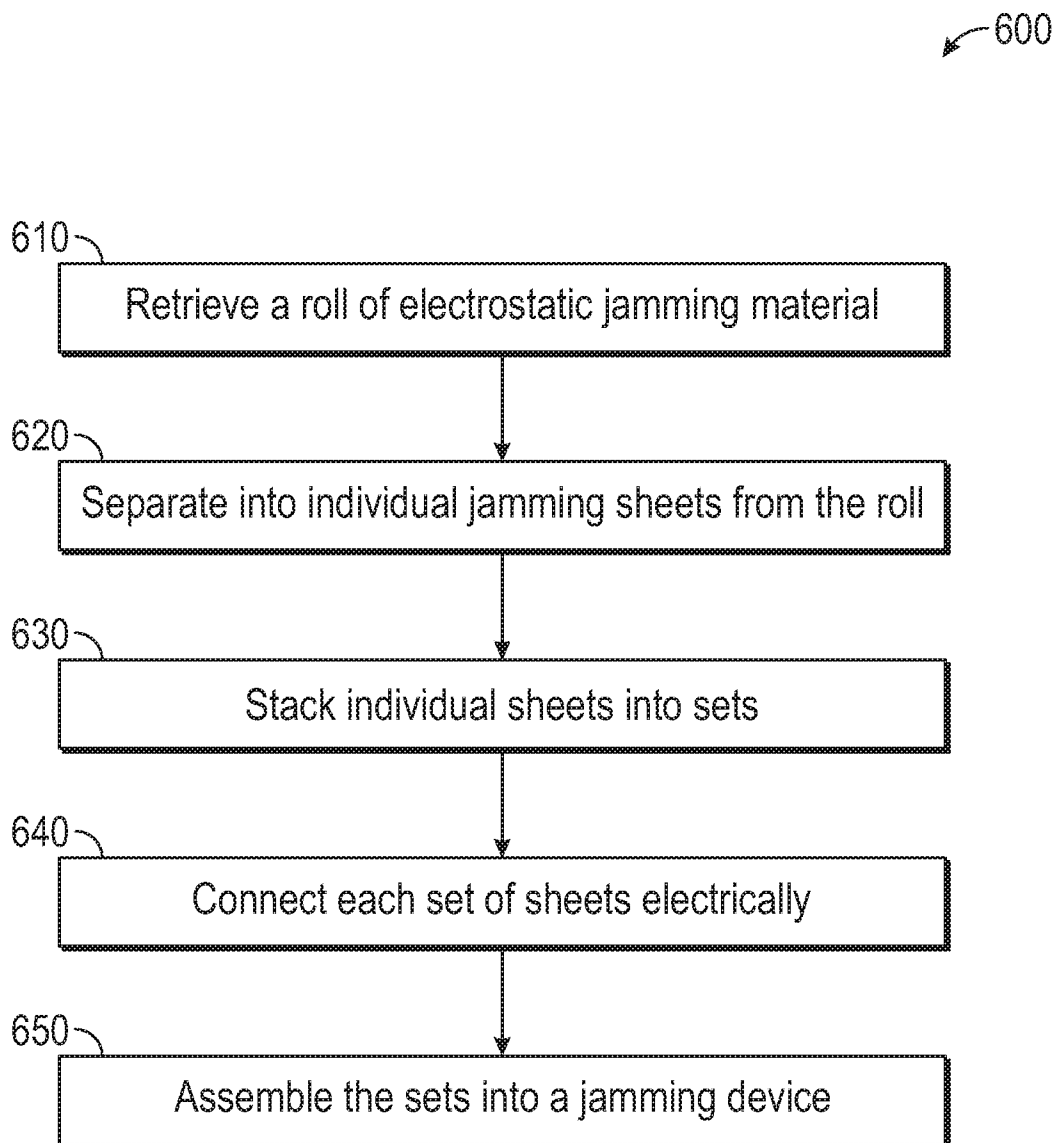 600
610
Retrieve a roll of electrostatic jamming material
620
Separate into individual jamming sheets from the roll
630
Stack individual sheets into sets
640
Connect each set of sheets electrically
650
Assemble the sets into a jamming device